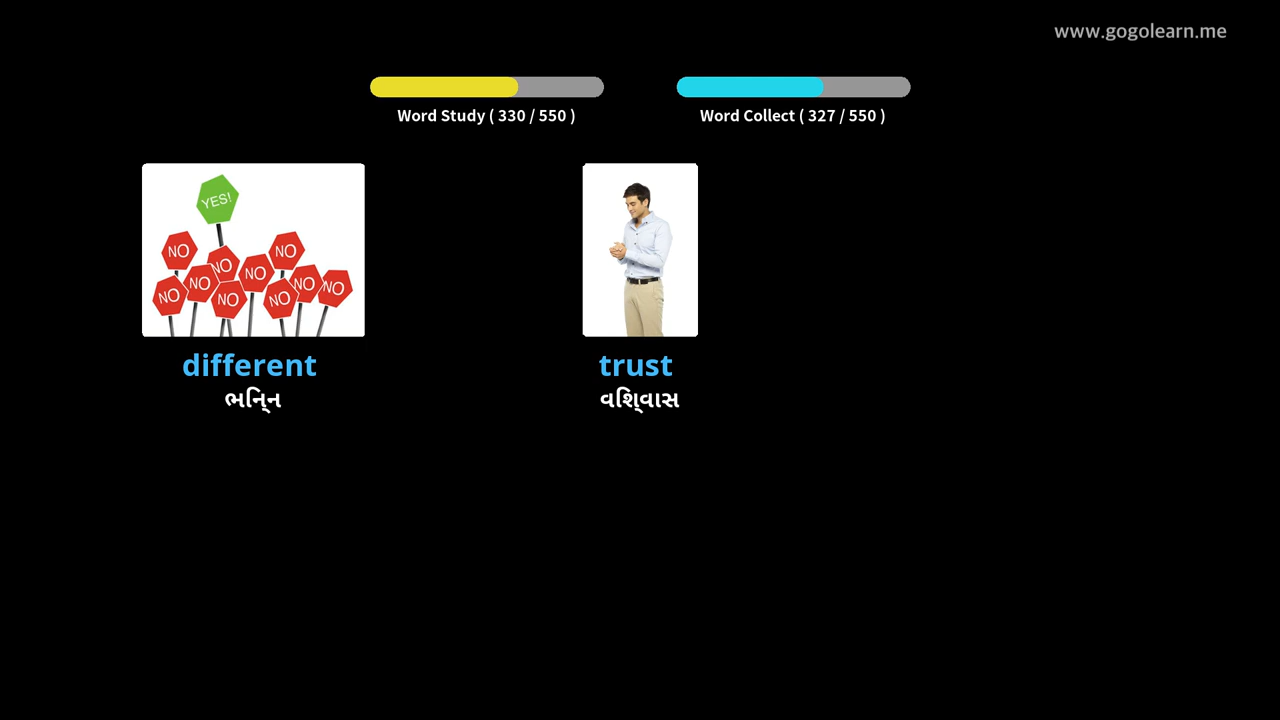 www.gogolearn.me
Word Study ( 330 / 550 )
Word Collect ( 327 / 550 )
YES!
NO
NO
NO
NO
NO
NO
NO
NO
NO
NO
different
ભિન્ન
trust
વિશ્વાસ